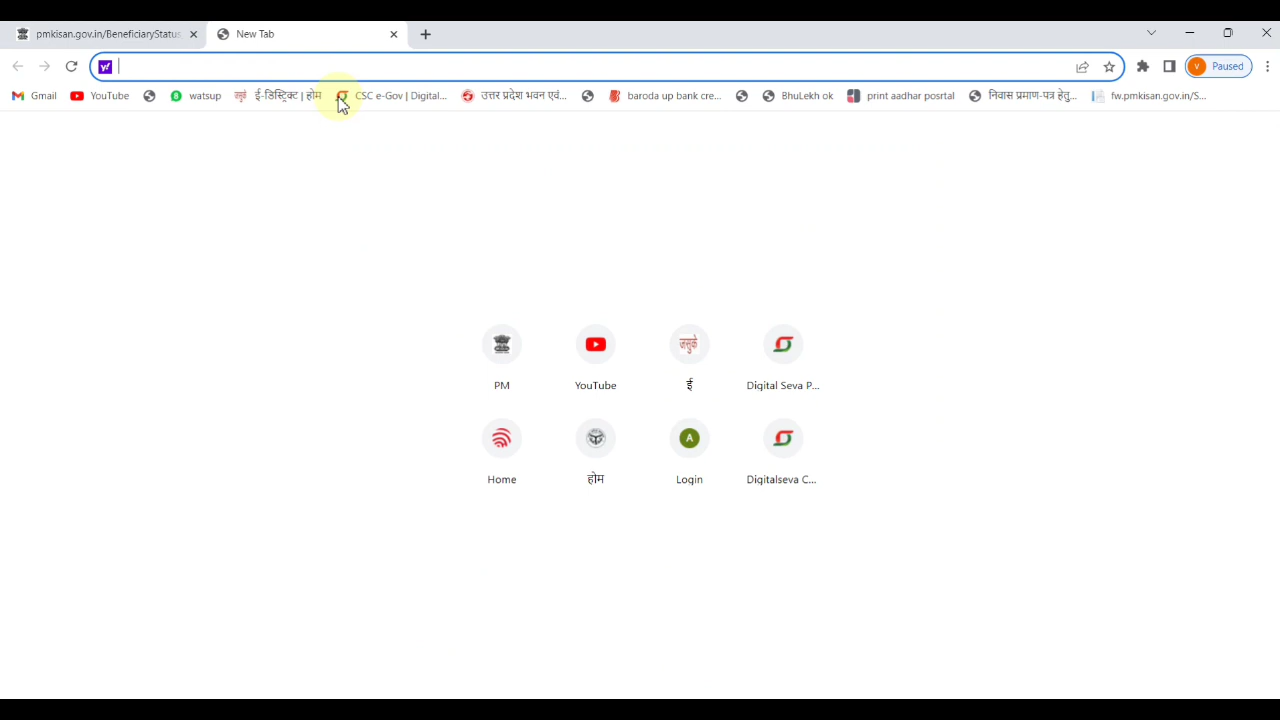 pmkisan.gov.in/BeneficiaryStatus
New Tab
Paused
Gmail YouTube watsup ई-डिस्ट्रिक्ट | होम CSC e-Gov | Digital... उत्तर प्रदेश भवन एवं... baroda up bank cre... BhuLekh ok print aadhar posrtal निवास प्रमाण-पत्र हेतु... fw.pmkisan.gov.in/S...
जसुके
PM YouTube ई Digital Seva P...
A
Home होम Login Digitalseva C...